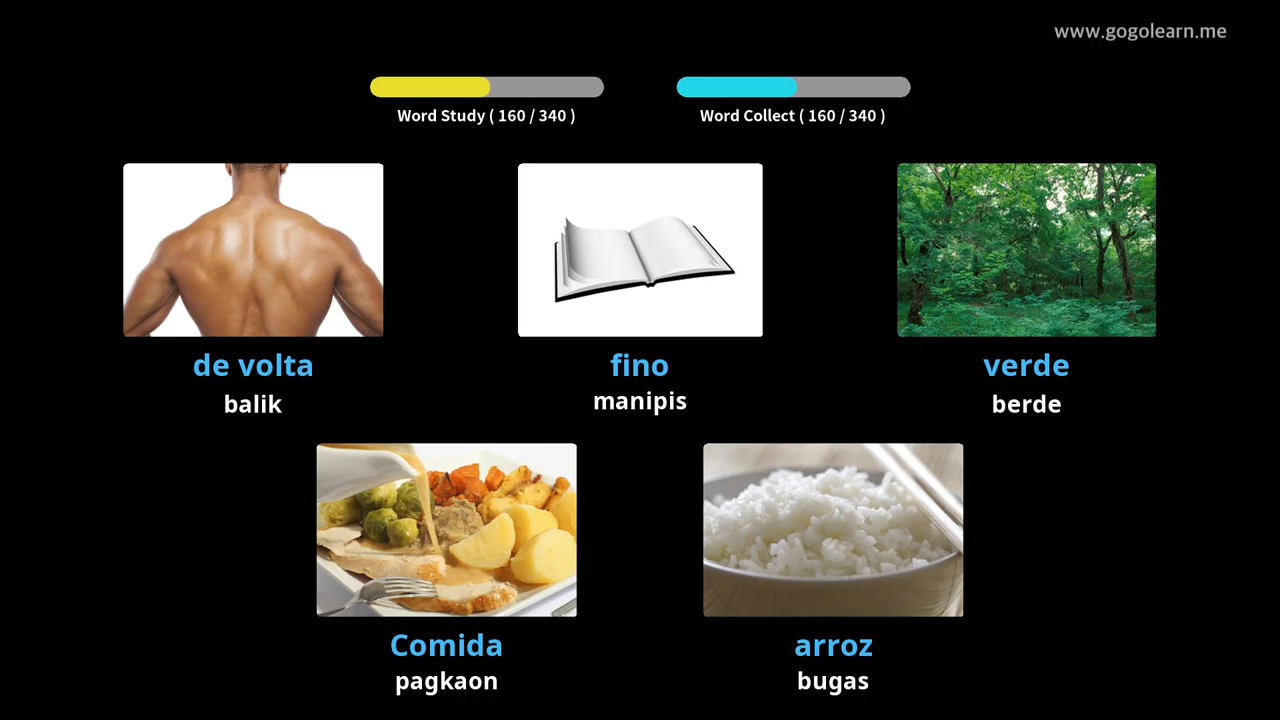 www.gogolearn.me
Word Study ( 160 / 340 )
Word Collect ( 160 / 340 )
de volta
balik
fino
manipis
verde
berde
Comida
pagkaon
arroz
bugas